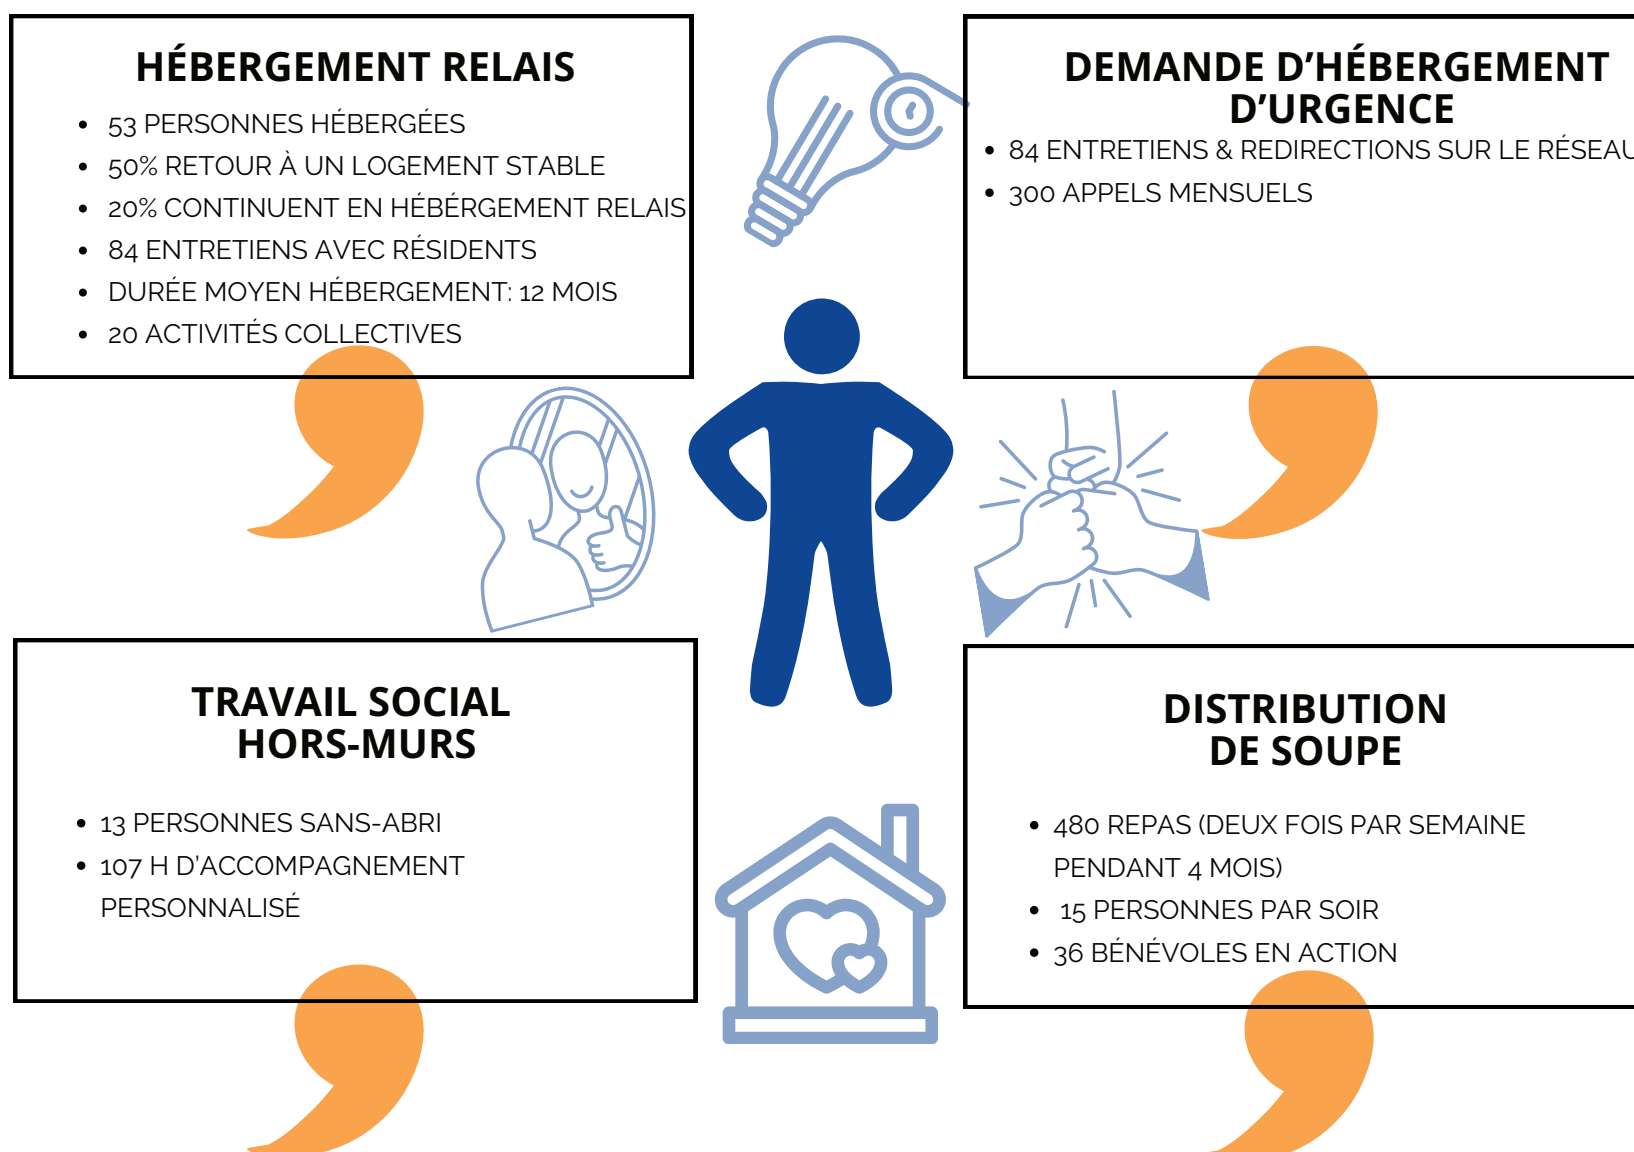 HÉBERGEMENT RELAIS
• 53 PERSONNES HÉBERGÉES
• 50% RETOUR À UN LOGEMENT STABLE
• 20% CONTINUENT EN HÉBÉRGEMENT RELAIS
• 84 ENTRETIENS AVEC RÉSIDENTS
• DURÉE MOYEN HÉBERGEMENT: 12 MOIS
• 20 ACTIVITÉS COLLECTIVES
DEMANDE D’HÉBERGEMENT
D’URGENCE
• 84 ENTRETIENS & REDIRECTIONS SUR LE RÉSEAU
• 300 APPELS MENSUELS
TRAVAIL SOCIAL
HORS-MURS
• 13 PERSONNES SANS-ABRI
• 107 H D’ACCOMPAGNEMENT
PERSONNALISÉ
DISTRIBUTION
DE SOUPE
• 480 REPAS (DEUX FOIS PAR SEMAINE
PENDANT 4 MOIS)
• 15 PERSONNES PAR SOIR
• 36 BÉNÉVOLES EN ACTION